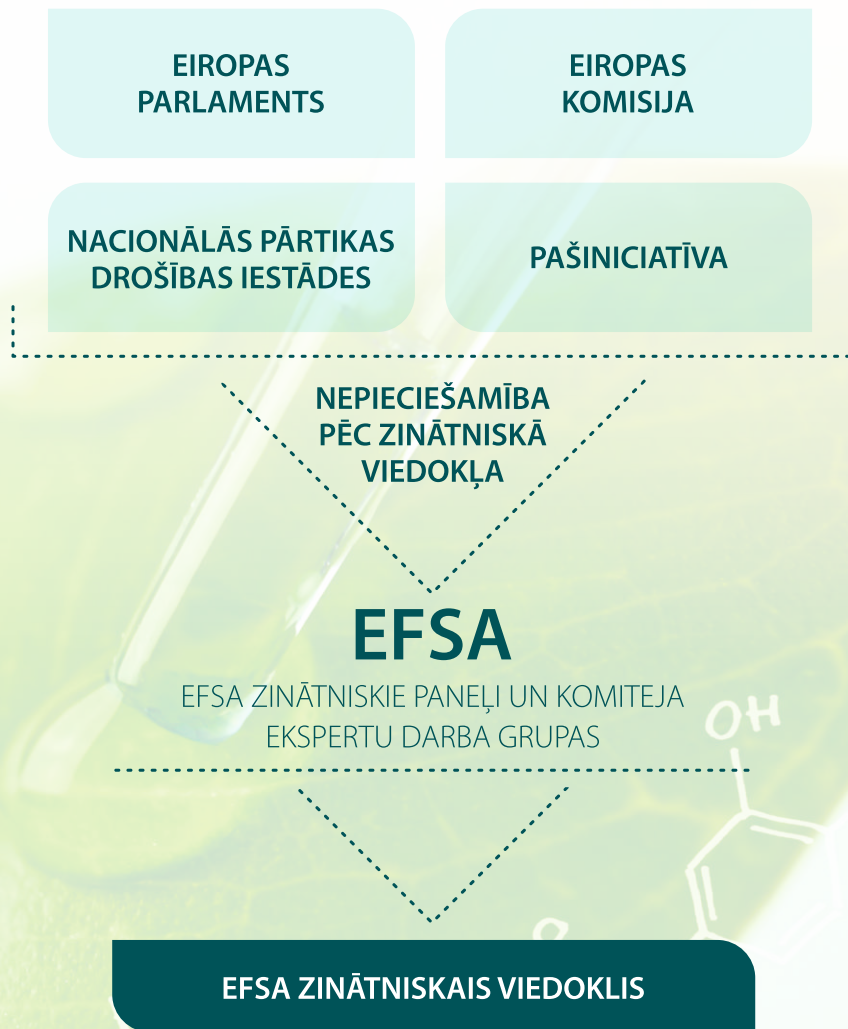 EIROPAS
PARLAMENTS
EIROPAS
KOMISIJA
NACIONĀLĀS PĀRTIKAS
DROŠĪBAS IESTĀDES
PAŠINICIATĪVA
NEPIECIEŠAMĪBA
PĒC ZINĀTNISKĀ
VIEDOKĻA
EFSA
EFSA ZINĀTNISKIE PANEĻI UN KOMITEJA
EKSPERTU DARBA GRUPAS
OH
O
EFSA ZINĀTNISKAIS VIEDOKLIS